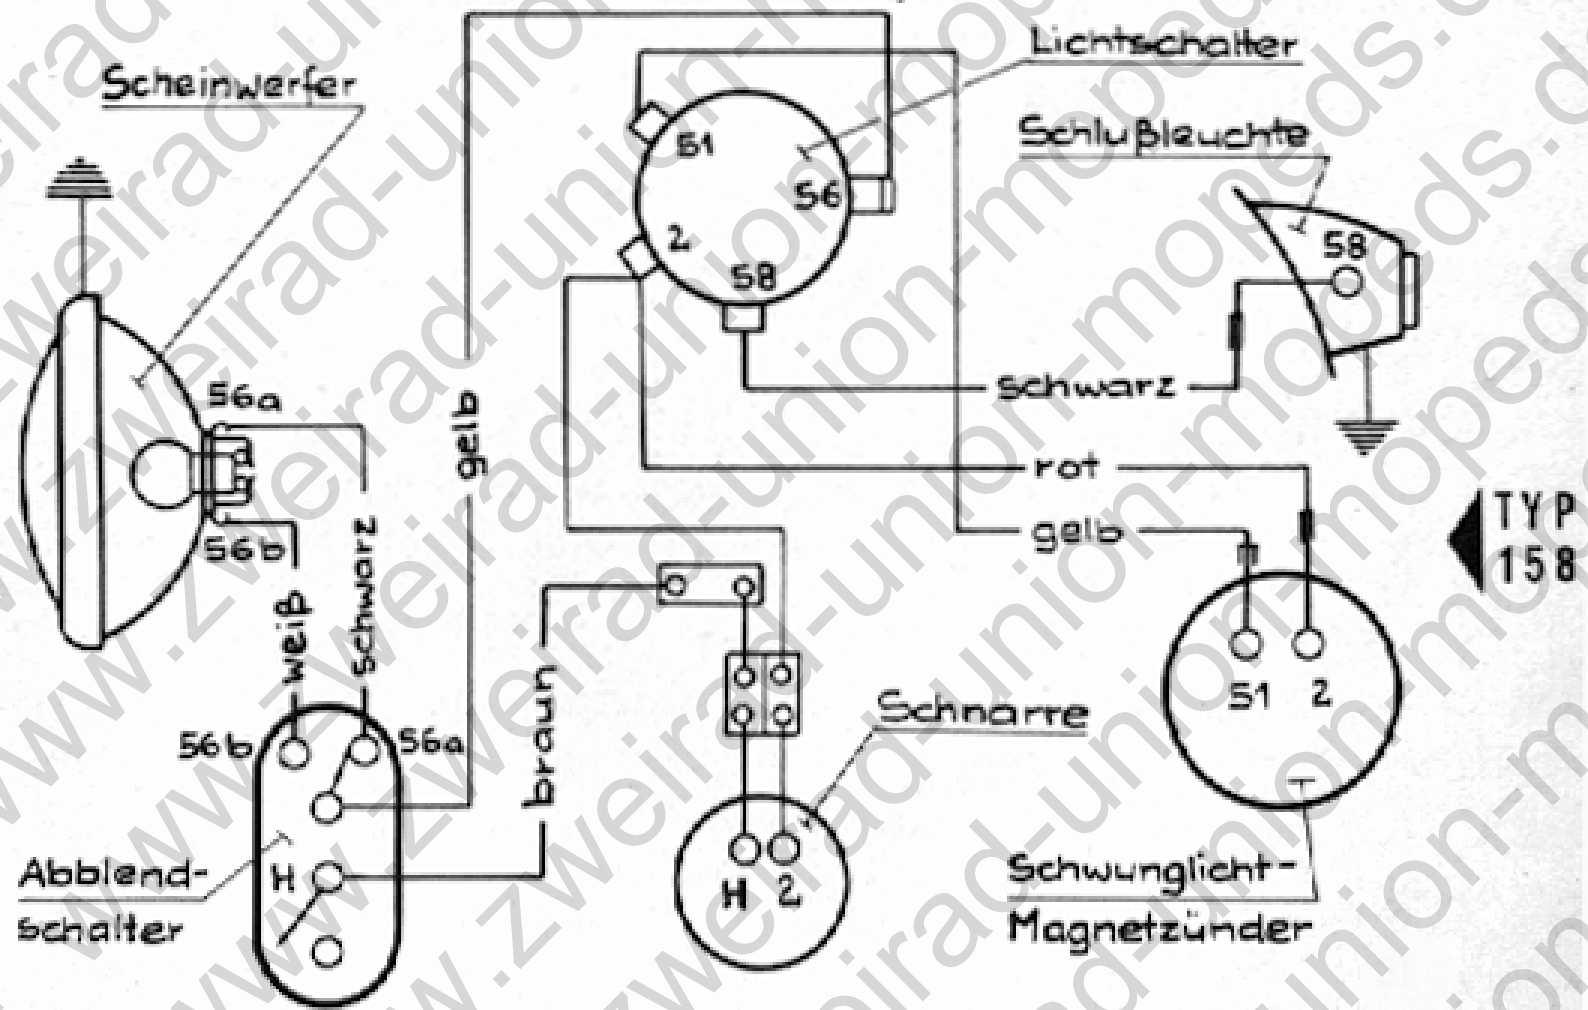 Scheinwerfer
Lichtschalter
Schlußleuchte
51
56
2
58
58
56a
gelb
schwarz
rot
gelb
56b
weiß
schwarz
TYP
158
braun
56b
56a
51 2
Schnarre
H
H 2
Abblend-
schalter
Schwunglicht-
Magnetzünder
www.zweirad-union-mopeds.de